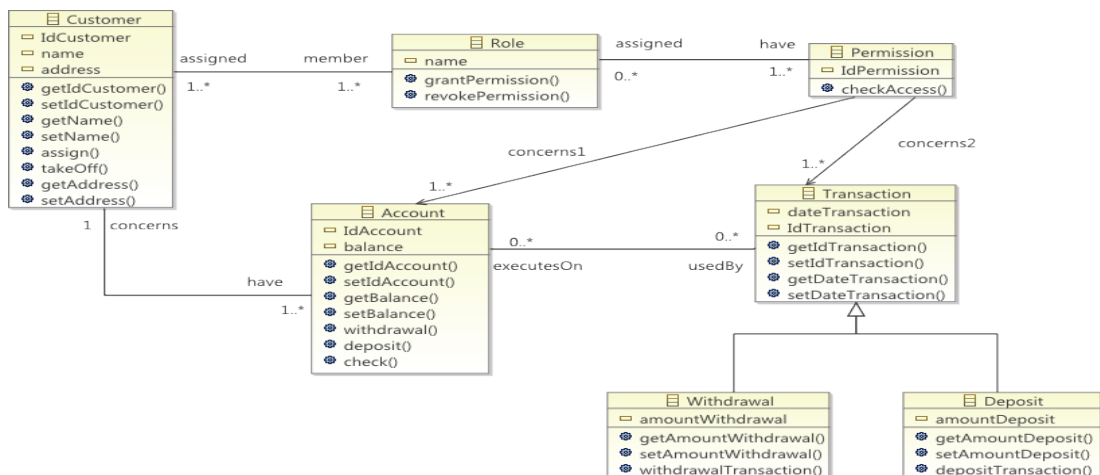 Customer
IdCustomer
name
address
getIdCustomer()
setIdCustomer()
getName()
setName()
assign()
takeOff()
getAddress()
setAddress()
assigned
1..*
member
1..*
Role
name
grantPermission()
revokePermission()
assigned
0..*
have
1..*
Permission
IdPermission
checkAccess()
concerns1
1..*
concerns2
1..*
1
concerns
have
1..*
Account
IdAccount
balance
getIdAccount()
setIdAccount()
getBalance()
setBalance()
withdrawal()
deposit()
check()
0..*
executesOn
0..*
usedBy
Transaction
dateTransaction
IdTransaction
getIdTransaction()
setIdTransaction()
getDateTransaction()
setDateTransaction()
Withdrawal
amountWithdrawal
getAmountWithdrawal()
setAmountWithdrawal()
withdrawalTransaction()
Deposit
amountDeposit
getAmountDeposit()
setAmountDeposit()
depositTransaction()